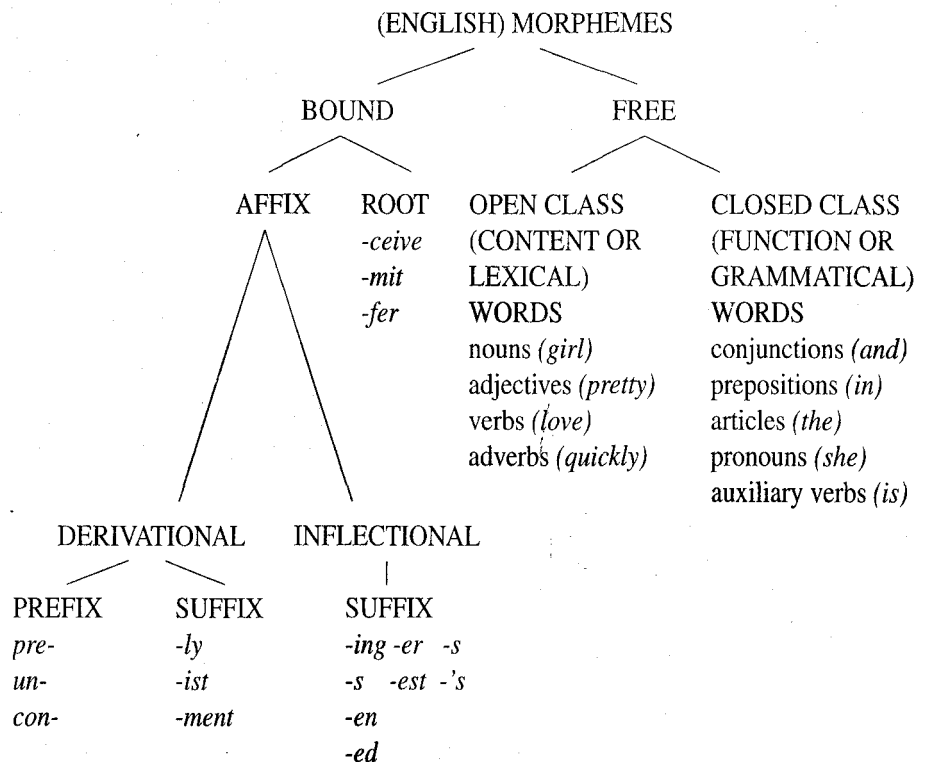 (ENGLISH) MORPHEMES
BOUND FREE
AFFIX ROOT OPEN CLASS CLOSED CLASS
-ceive (CONTENT OR (FUNCTION OR
-mit LEXICAL) GRAMMATICAL)
-fer WORDS WORDS
nouns (girl) conjunctions (and)
adjectives (pretty) prepositions (in)
verbs (love) articles (the)
adverbs (quickly) pronouns (she)
auxiliary verbs (is)
DERIVATIONAL INFLECTIONAL
PREFIX SUFFIX SUFFIX
pre- -ly -ing -er -s
un- -ist -s -est -'s
con- -ment -en
-ed